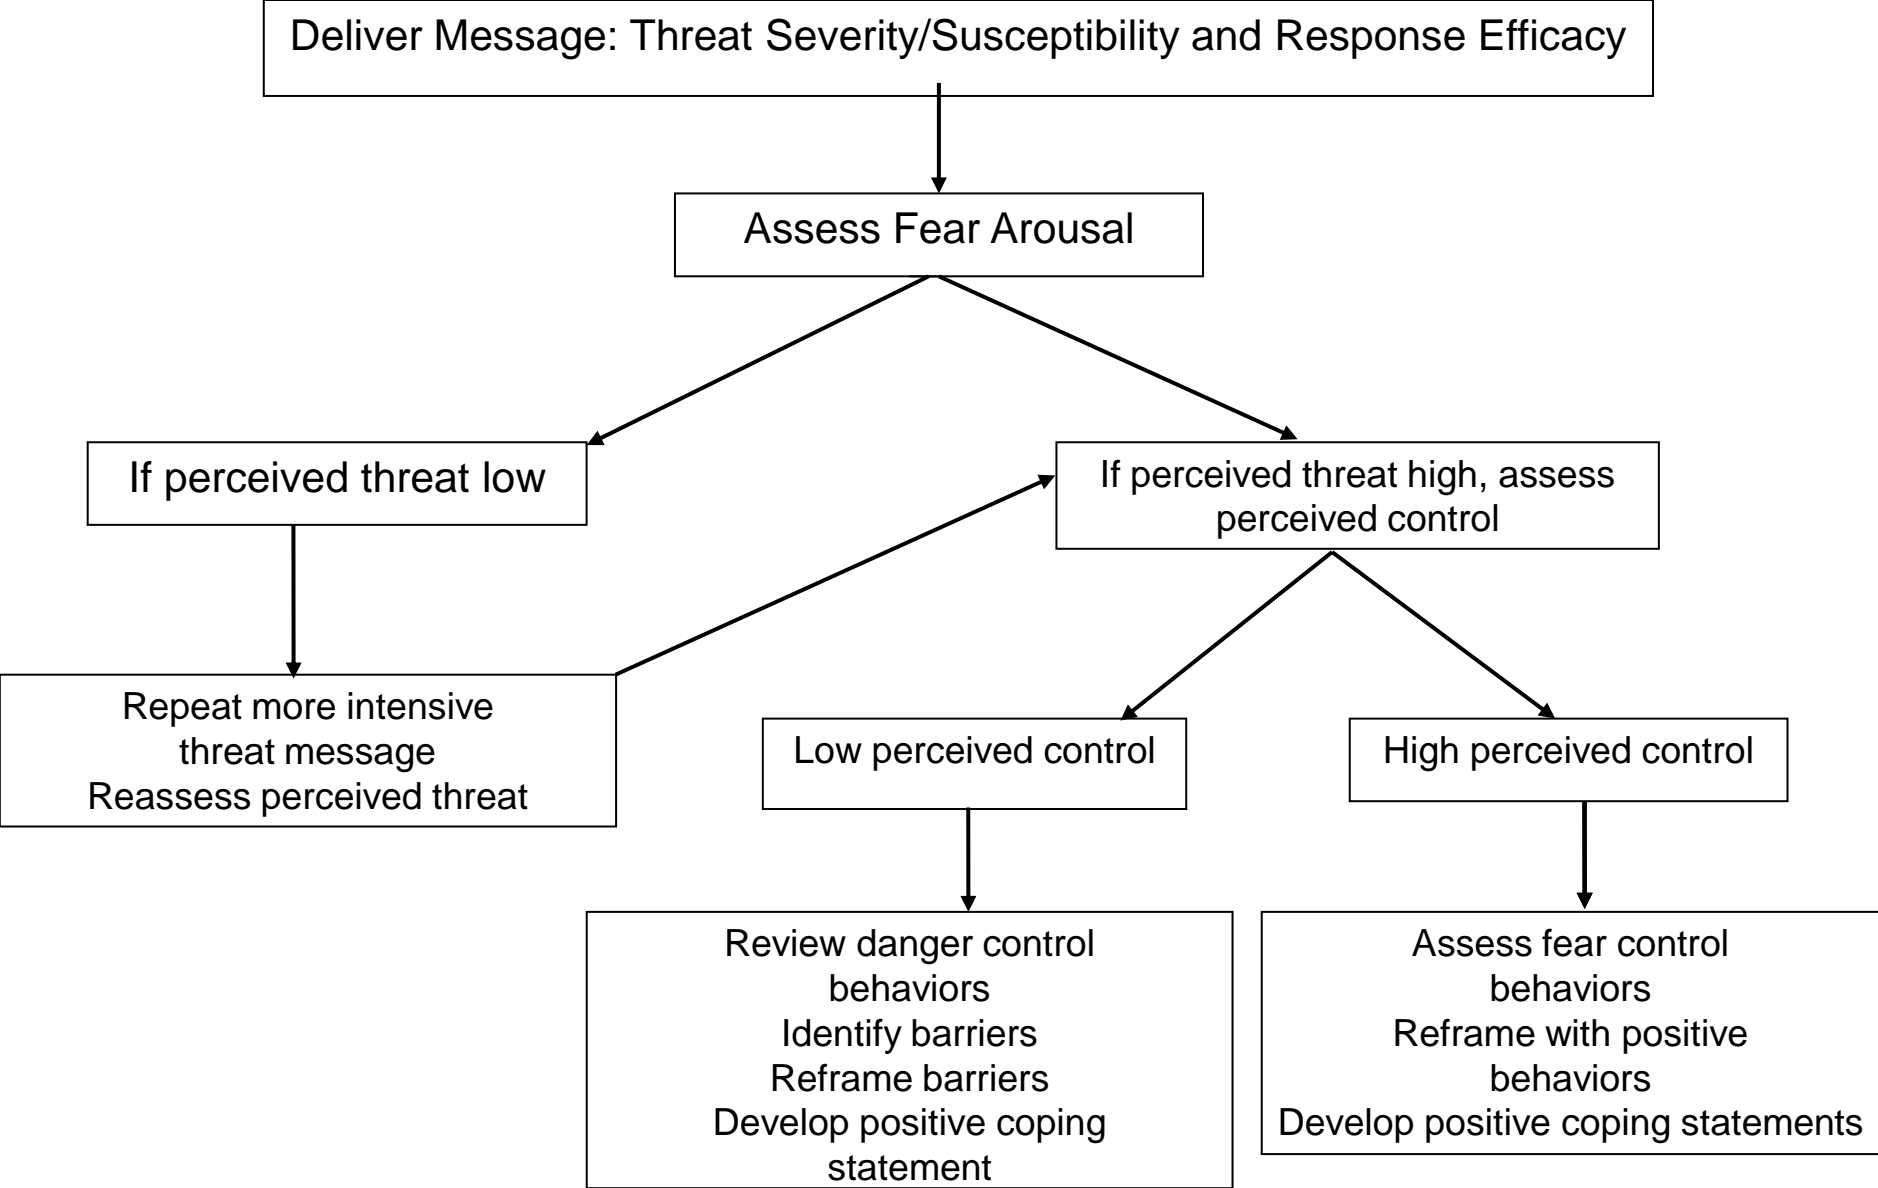 Deliver Message: Threat Severity/Susceptibility and Response Efficacy
Assess Fear Arousal
If perceived threat low
If perceived threat high, assess
perceived control
Repeat more intensive
threat message
Reassess perceived threat
Low perceived control
High perceived control
Review danger control
behaviors
Identify barriers
Reframe barriers
Develop positive coping
statement
Assess fear control
behaviors
Reframe with positive
behaviors
Develop positive coping statements